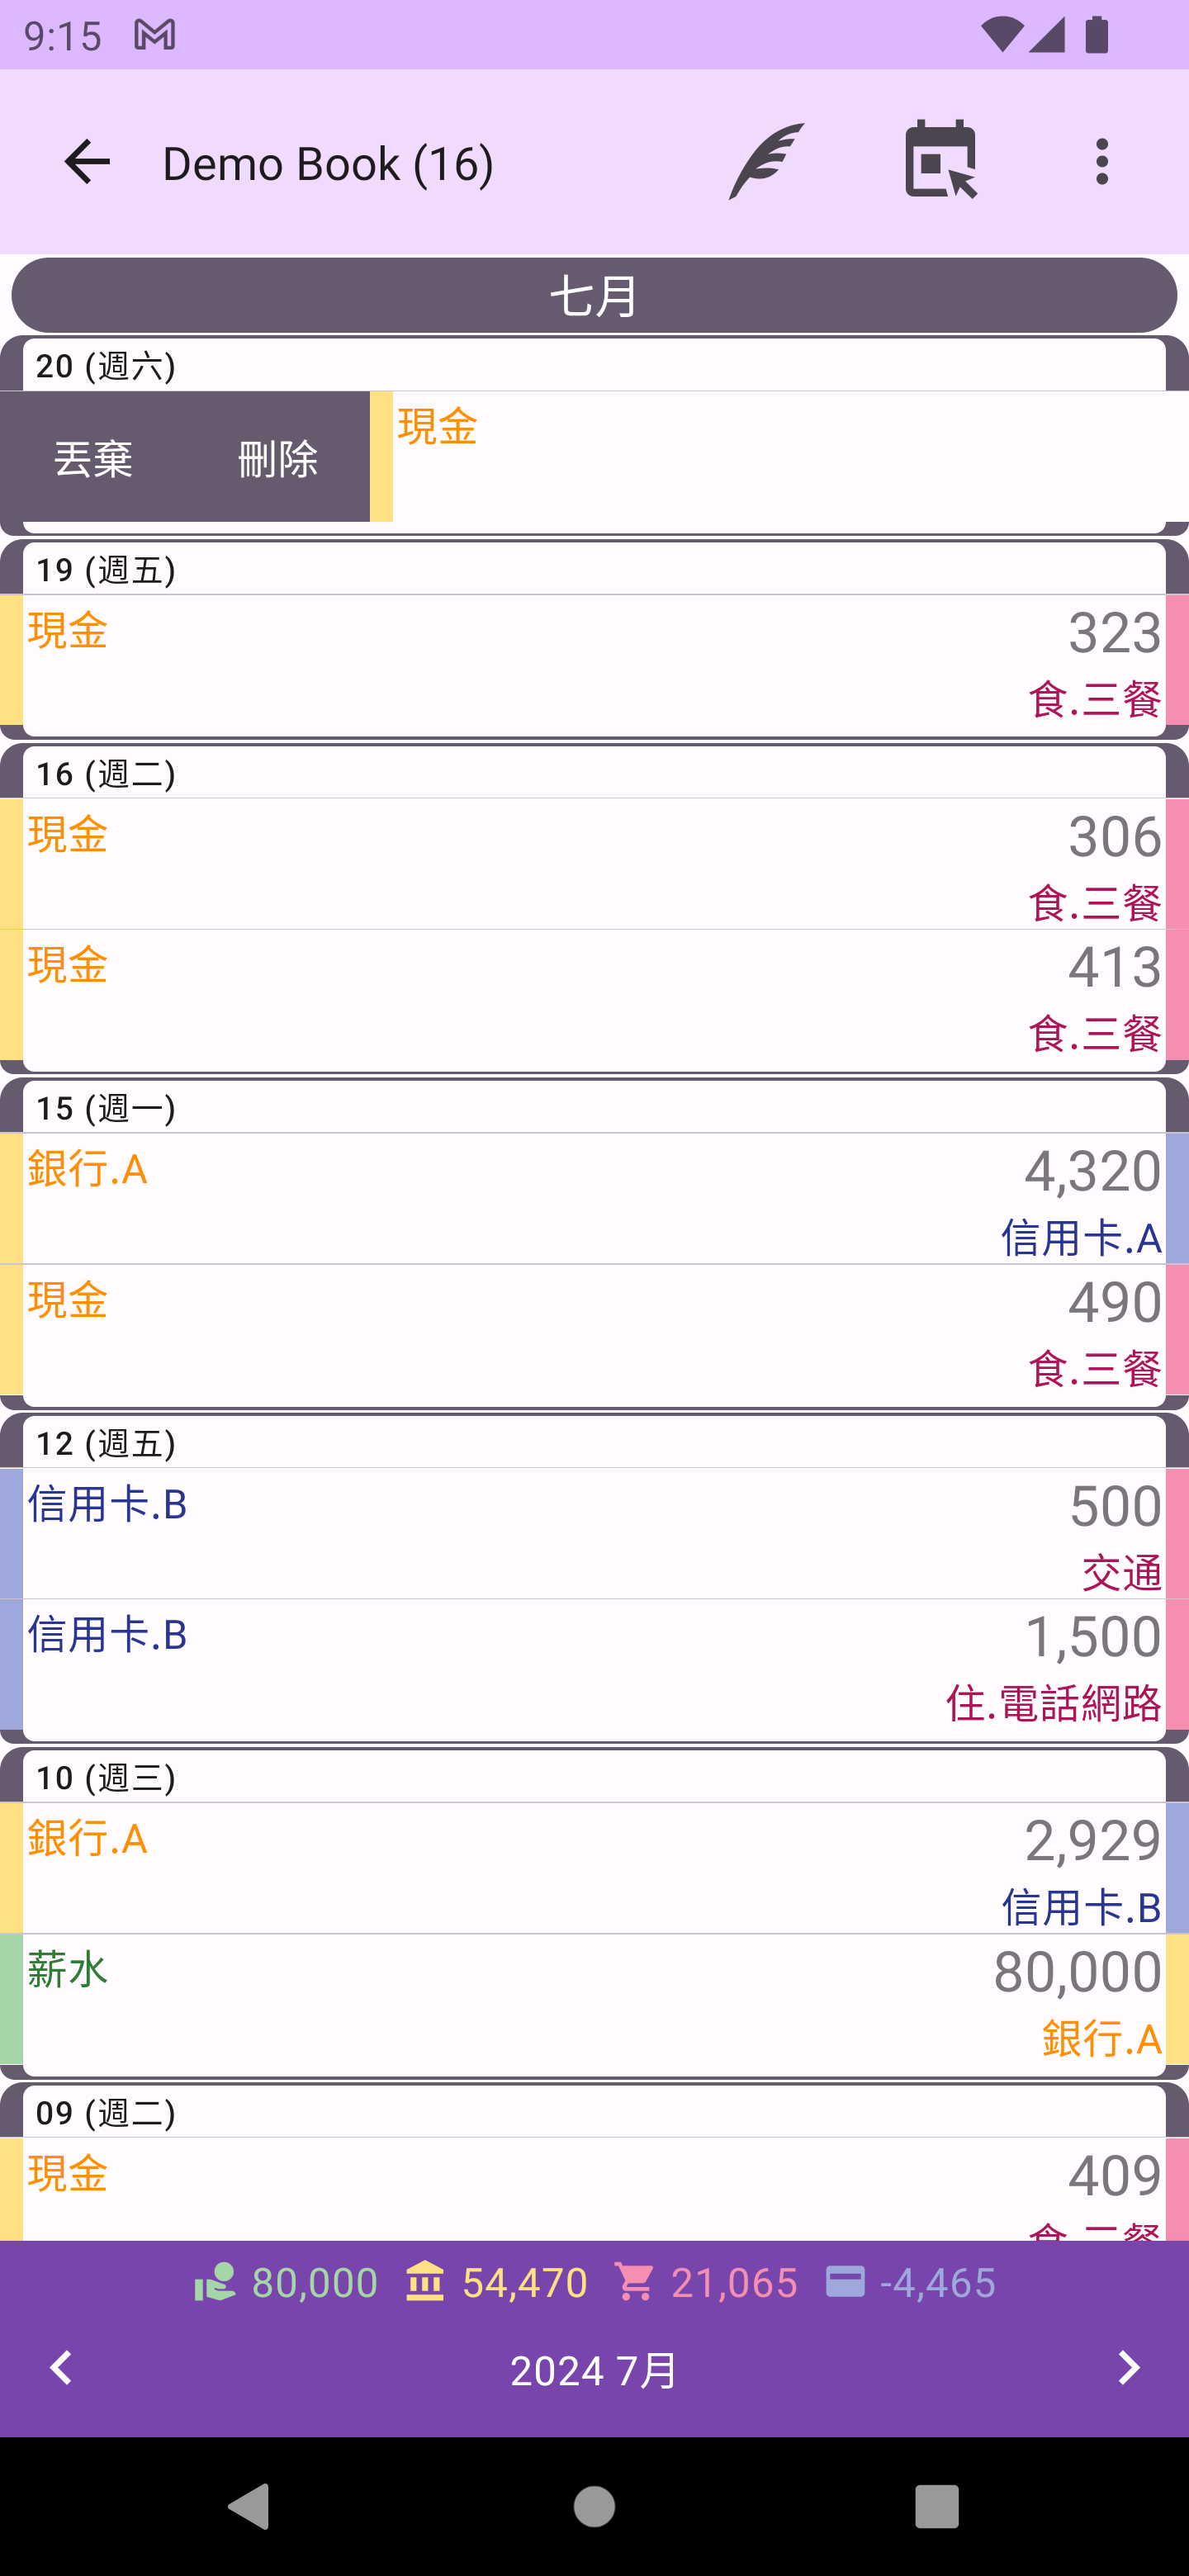 9:15
Demo Book (16)
七月
20 (週六)
丟棄 刪除 現金
19 (週五)
現金 323
食.三餐
16 (週二)
現金 306
食.三餐
現金 413
食.三餐
15 (週一)
銀行.A 4,320
信用卡.A
現金 490
食.三餐
12 (週五)
信用卡.B 500
交通
信用卡.B 1,500
住.電話網路
10 (週三)
銀行.A 2,929
信用卡.B
薪水 80,000
銀行.A
09 (週二)
現金 409
80,000 54,470 21,065 -4,465
2024 7月